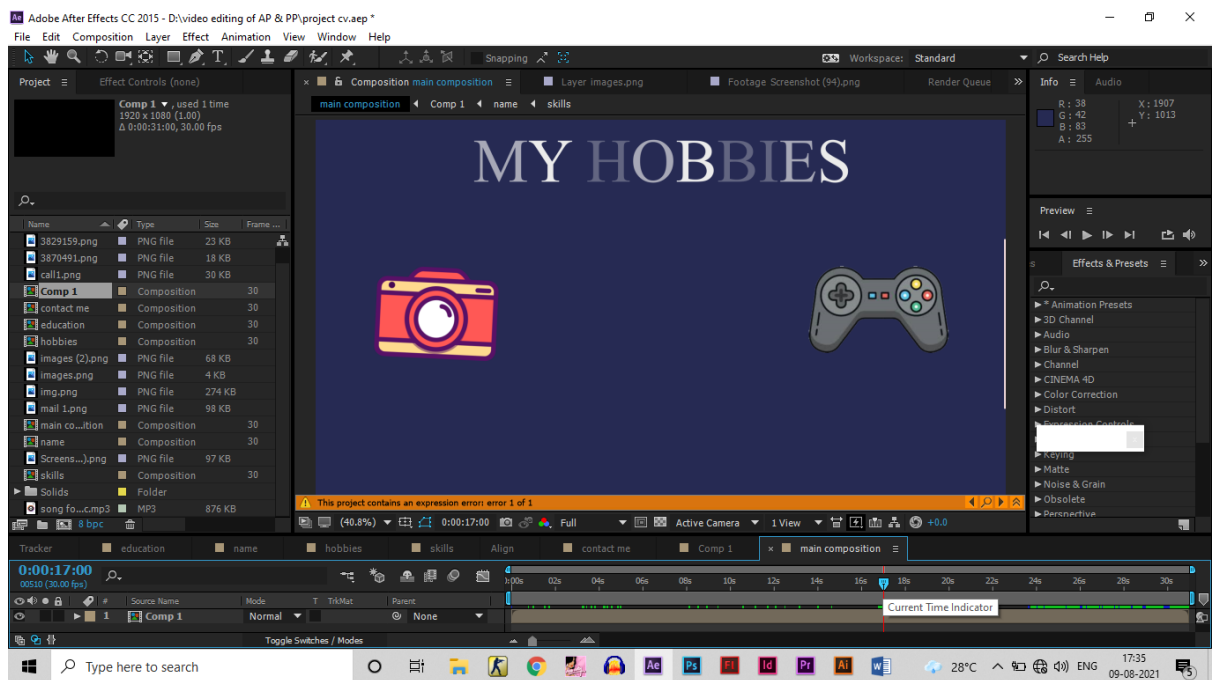 Adobe After Effects CC 2015 - D:\video editing of AP & PP\project cv.aep *
File Edit Composition Layer Effect Animation View Window Help
Snapping Workspace: Standard Search Help
Project Effect Controls (none) Composition main composition Layer images.png Footage Screenshot (94).png Render Queue Info Audio
Comp 1 , used 1 time
1920 x 1080 (1.00)
Δ 0:00:31:00, 30.00 fps
main composition Comp 1 name skills
R : 38 X : 1907
G : 42 Y : 1013
B : 83
A : 255
MY HOBBIES
Preview
Effects & Presets
Name Type Size Frame ...
3829159.png PNG file 23 KB
3870491.png PNG file 18 KB
call1.png PNG file 30 KB
Comp 1 Composition 30
contact me Composition 30
education Composition 30
hobbies Composition 30
images (2).png PNG file 68 KB
images.png PNG file 4 KB
img.png PNG file 274 KB
mail 1.png PNG file 98 KB
main co...ition Composition 30
name Composition 30
Screens...).png PNG file 97 KB
skills Composition 30
Solids Folder
song fo...c.mp3 MP3 876 KB
8 bpc
* Animation Presets
3D Channel
Audio
Blur & Sharpen
Channel
CINEMA 4D
Color Correction
Distort
Expression Controls
Keying
Matte
Noise & Grain
Obsolete
Perspective
This project contains an expression error: error 1 of 1
(40.8%) 0:00:17:00 Full Active Camera 1 View +0.0
Tracker education name hobbies skills Align contact me Comp 1 main composition
0:00:17:00
00510 (30.00 fps)
02s 04s 06s 08s 10s 12s 14s 16s 18s 20s 22s 24s 26s 28s 30s
# Source Name Mode T TrkMat Parent
1 Comp 1 Normal None
Current Time Indicator
Toggle Switches / Modes
Type here to search
Ae Ps Fl Id Pr Ai
28°C ENG 17:35
09-08-2021